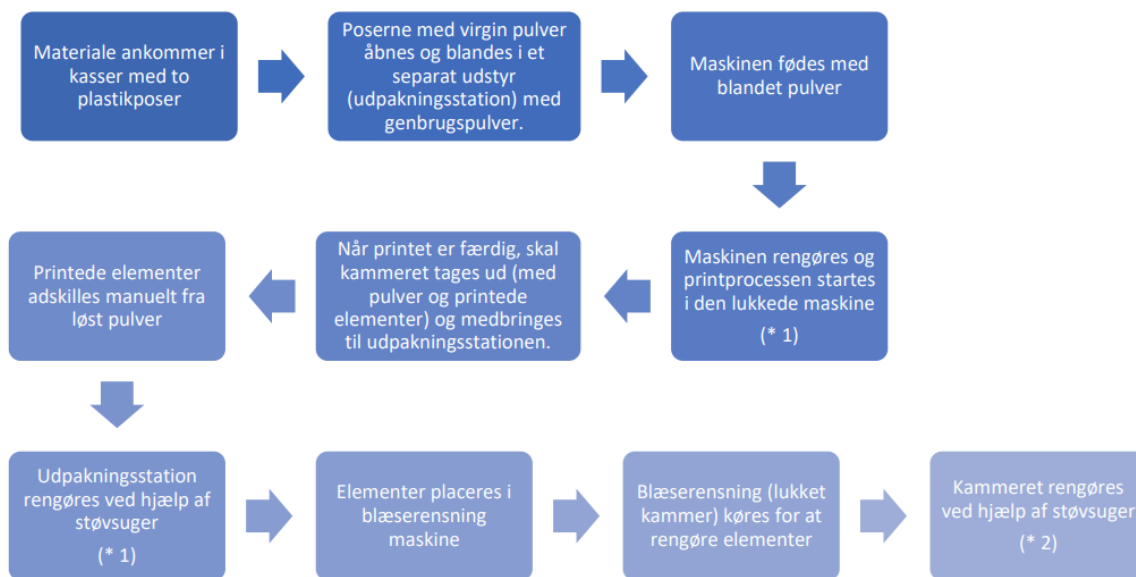 Materiale ankommer i
kasser med to
plastikposer
Poserne med virgin pulver
åbnes og blandes i et
separat udstyr
(udpakningsstation) med
genbrugspulver.
Maskinen fødes med
blandet pulver
Maskinen rengøres og
printprocessen startes
i den lukkede maskine
(* 1)
Når printet er færdig, skal
kammeret tages ud (med
pulver og printede
elementer) og medbringes
til udpakningsstationen.
Printede elementer
adskilles manuelt fra
løst pulver
Udpakningsstation
rengøres ved hjælp af
støvsuger
(* 1)
Elementer placeres i
blæserensning
maskine
Blæserensning (lukket
kammer) køres for at
rengøre elementer
Kammeret rengøres
ved hjælp af støvsuger
(* 2)